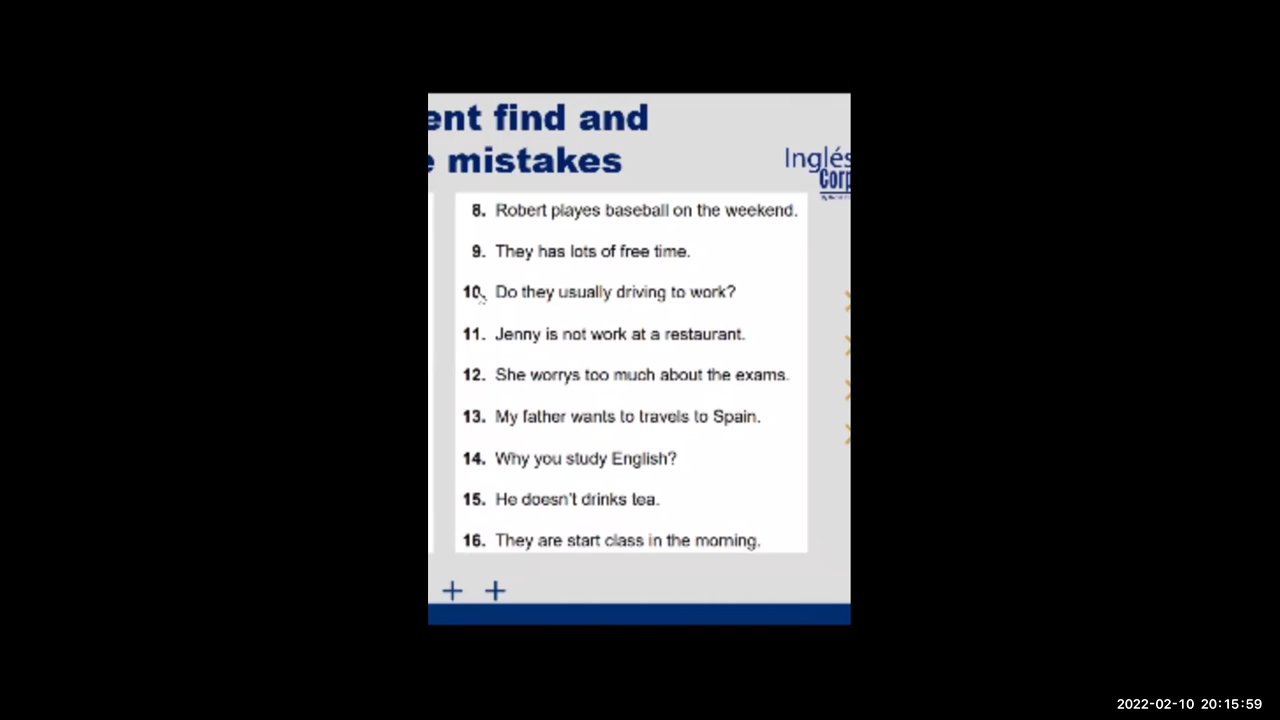 ent find and
e mistakes
Inglés
Corp
8. Robert playes baseball on the weekend.
9. They has lots of free time.
10. Do they usually driving to work?
11. Jenny is not work at a restaurant.
12. She worrys too much about the exams.
13. My father wants to travels to Spain.
14. Why you study English?
15. He doesn't drinks tea.
16. They are start class in the morning.
2022-02-10 20:15:59